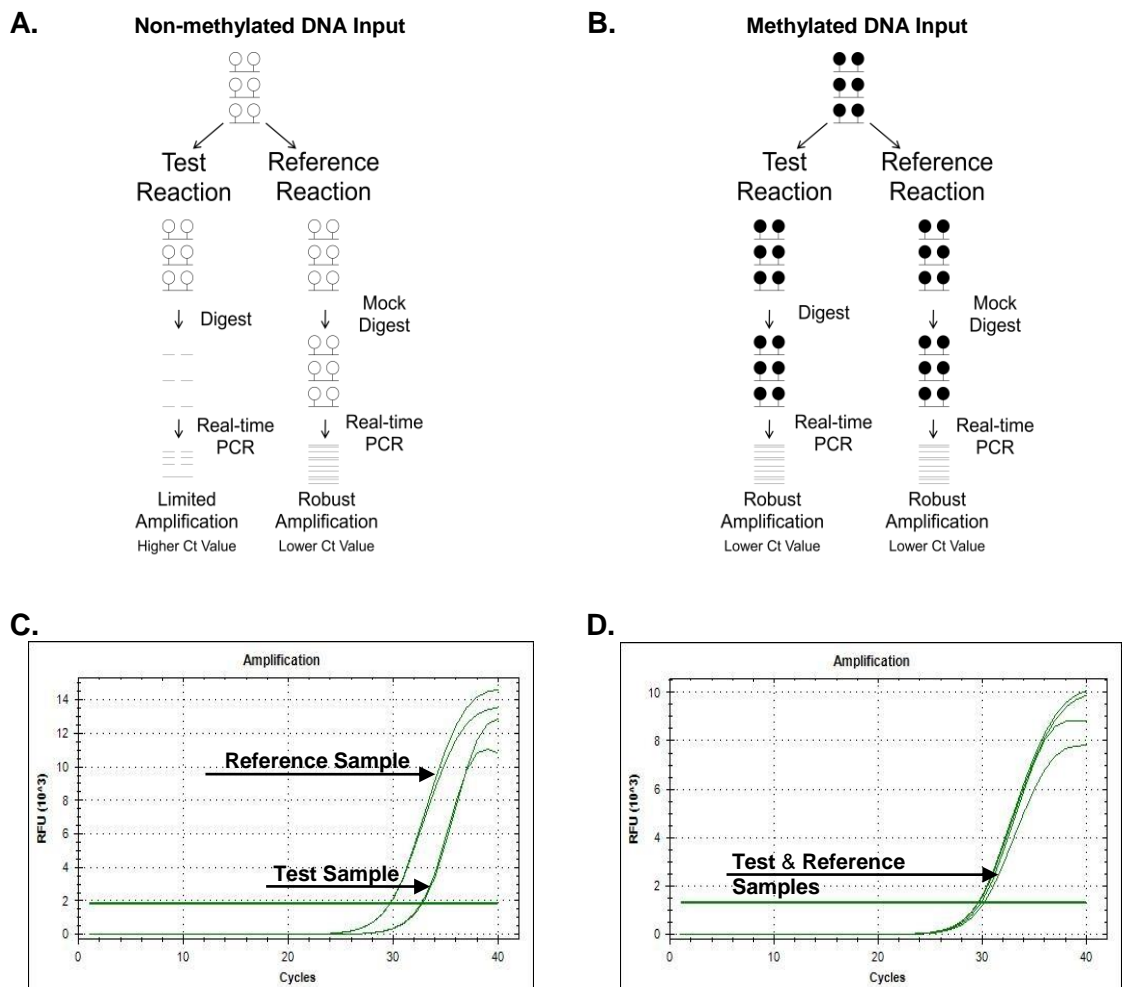 A.
Non-methylated DNA Input
Test
Reaction
Reference
Reaction
Digest
Mock
Digest
Real-time
PCR
Real-time
PCR
Limited
Amplification
Higher Ct Value
Robust
Amplification
Lower Ct Value
B.
Methylated DNA Input
Test
Reaction
Reference
Reaction
Digest
Mock
Digest
Real-time
PCR
Real-time
PCR
Robust
Amplification
Lower Ct Value
Robust
Amplification
Lower Ct Value
C.
Amplification
RFU (10^3)
14
12
10
8
6
4
2
0
Reference Sample
Test Sample
0 10 20 30 40
Cycles
D.
Amplification
RFU (10^3)
10
8
6
4
2
0
Test & Reference
Samples
0 10 20 30 40
Cycles